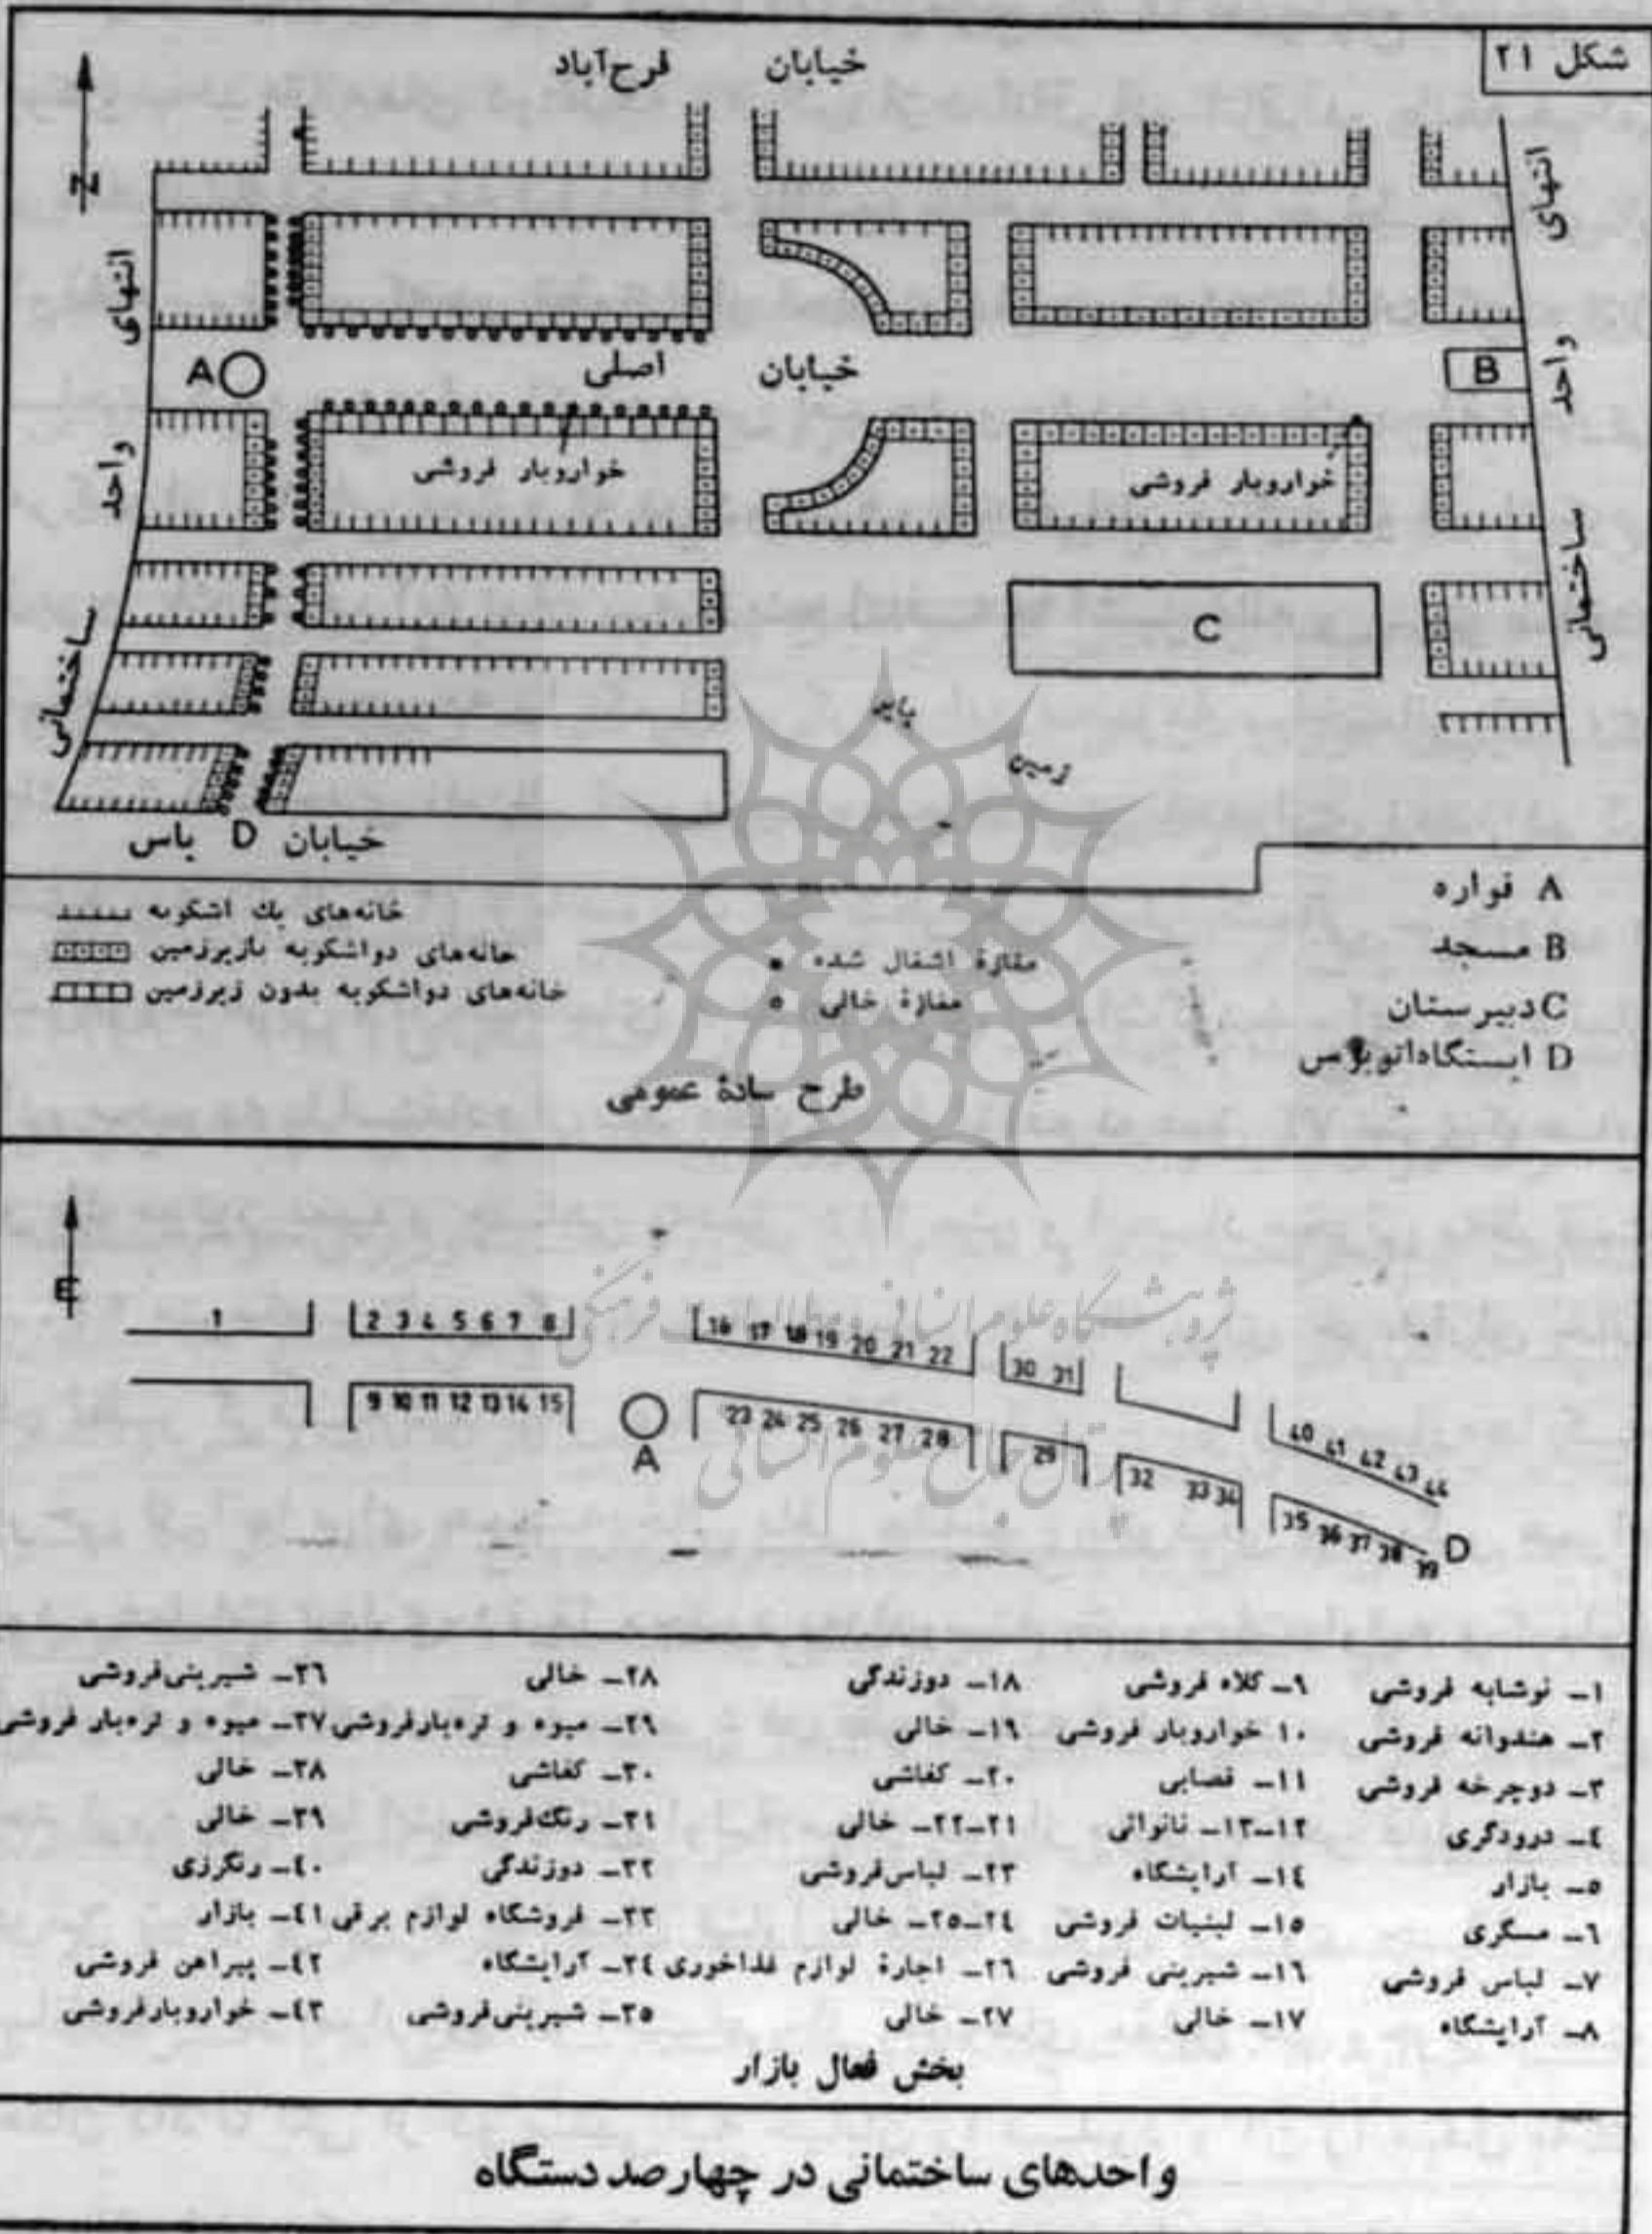 شکل ۲۱
خیابان فرح‌آباد
N
انتهای واحد ساختمانی
انتهای واحد ساختمانی
A
خیابان اصلی
B
خواروبار فروشی
خواروبار فروشی
C
زمین
خیابان D یاس
A فواره
B مسجد
C دبیرستان
D ایستگاه اتوبوس
مغازهٔ اشغال شده
مغازهٔ خالی
خانه‌های یک اشکوبه
خانه‌های دواشکوبه بازیرزمین
خانه‌های دواشکوبه بدون زیرزمین
طرح سادهٔ عمومی
E
1
2 3 4 5 6 7 8
16 17 18 19 20 21 22
30 31
40 41 42 43 44
9 10 11 12 13 14 15
A
23 24 25 26 27 28
29
32 33 34
35 36 37 38 39
D
پژوهشگاه علوم انسانی و مطالعات فرهنگی
پرتال جامع علوم انسانی
۱- نوشابه فروشی
۲- هندوانه فروشی
۳- دوچرخه فروشی
۴- درودگری
۵- بازار
۶- مسگری
۷- لباس فروشی
۸- آرایشگاه
۹- کلاه فروشی
۱۰ خواروبار فروشی
۱۱- قصابی
۱۲-۱۳- نانوائی
۱۴- آرایشگاه
۱۵- لبنیات فروشی
۱۶- شیرینی فروشی
۱۷- خالی
۱۸- دوزندگی
۱۹- خالی
۲۰- کفاشی
۲۱-۲۲- خالی
۲۳- لباس‌فروشی
۲۴-۲۵- خالی
۲۶- اجارهٔ لوازم غذاخوری
۲۷- خالی
۲۸- خالی
۲۹- میوه و تره‌بارفروشی
۳۰- کفاشی
۳۱- رنگ‌فروشی
۳۲- دوزندگی
۳۳- فروشگاه لوازم برقی
۳۴- آرایشگاه
۳۵- شیرینی‌فروشی
۳۶- شیرینی‌فروشی
۳۷- میوه و تره‌بار فروشی
۳۸- خالی
۳۹- خالی
۴۰- رنگرزی
۴۱- بازار
۴۲- پیراهن فروشی
۴۳- خواروبارفروشی
بخش فعال بازار
واحدهای ساختمانی در چهارصد دستگاه